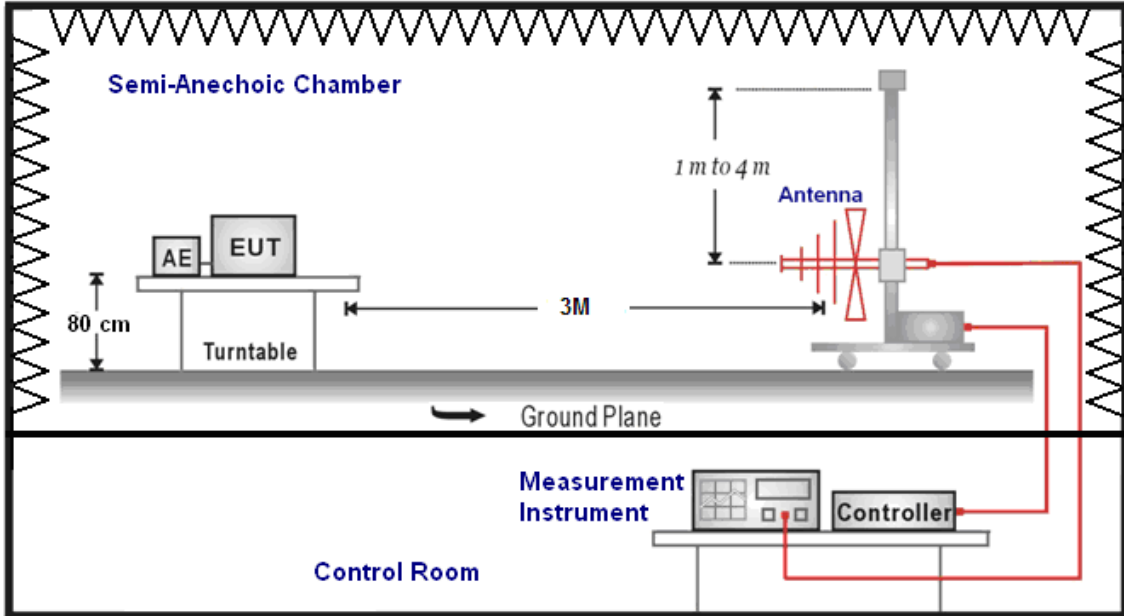 Semi-Anechoic Chamber
1 m to 4 m
Antenna
AE
EUT
80 cm
3M
Turntable
Ground Plane
Measurement
Instrument
Controller
Control Room